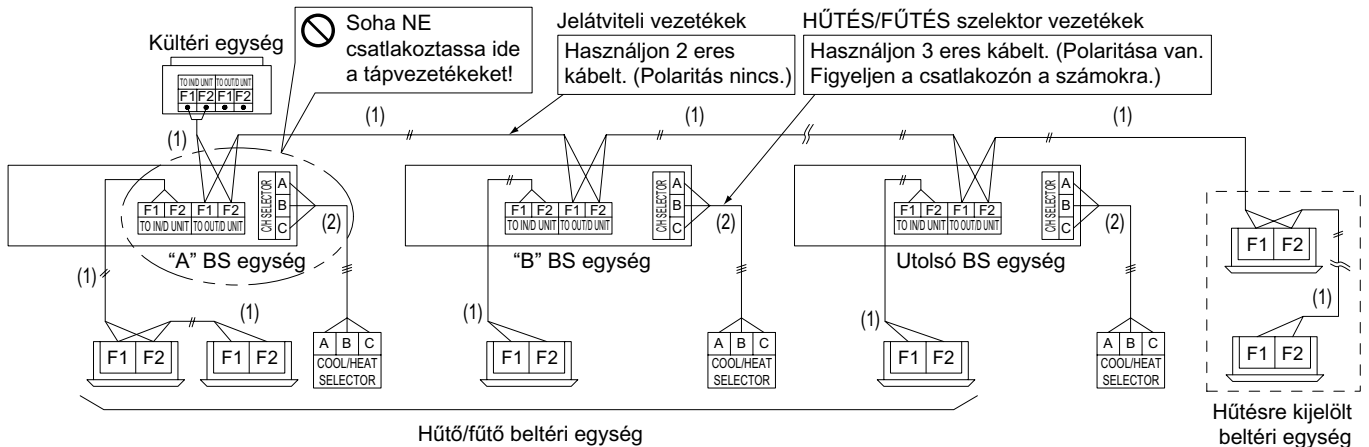 Kültéri egység
TO IN/D UNIT TO OUT/D UNIT
F1 F2 F1 F2
Soha NE
csatlakoztassa ide
a tápvezetékeket!
Jelátviteli vezetékek
Használjon 2 eres
kábelt. (Polaritás nincs.)
HŰTÉS/FŰTÉS szelektor vezetékek
Használjon 3 eres kábelt. (Polaritása van.
Figyeljen a csatlakozón a számokra.)
(1)
(1)
(1)
(1)
F1 F2 F1 F2
TO IN/D UNIT TO OUT/D UNIT
C/H SELECTOR
A
B
C
(2)
"A" BS egység
F1 F2 F1 F2
TO IN/D UNIT TO OUT/D UNIT
C/H SELECTOR
A
B
C
(2)
"B" BS egység
F1 F2 F1 F2
TO IN/D UNIT TO OUT/D UNIT
C/H SELECTOR
A
B
C
(2)
Utolsó BS egység
F1 F2
(1)
F1 F2
(1)
(1)
F1 F2
F1 F2
A B C
COOL/HEAT
SELECTOR
(1)
F1 F2
A B C
COOL/HEAT
SELECTOR
(1)
F1 F2
A B C
COOL/HEAT
SELECTOR
Hűtő/fűtő beltéri egység
Hűtésre kijelölt
beltéri egység